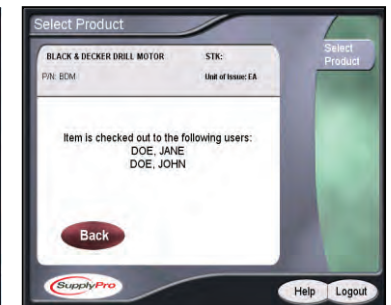 Select Product
Select
Product
BLACK & DECKER DRILL MOTOR STK:
P/N: BDM Unit of Issue: EA
Item is checked out to the following users:
DOE, JANE
DOE, JOHN
Back
SupplyPro
Help Logout